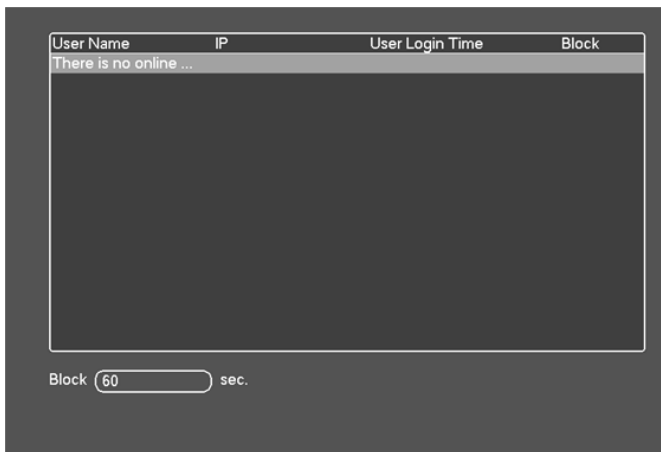 User Name IP User Login Time Block
There is no online ...
Block 60 sec.